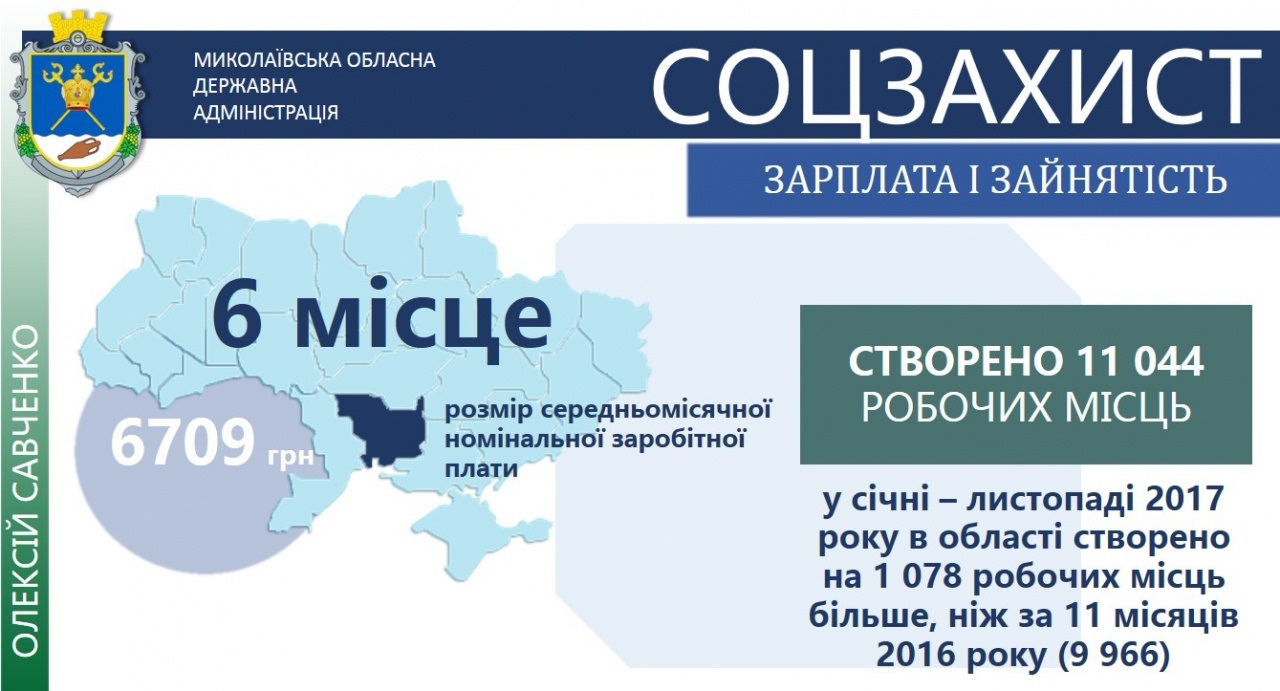 МИКОЛАЇВСЬКА ОБЛАСНА
ДЕРЖАВНА
АДМІНІСТРАЦІЯ
СОЦЗАХИСТ
ЗАРПЛАТА І ЗАЙНЯТІСТЬ
6 місце
6709 грн
розмір середньомісячної
номінальної заробітної
плати
СТВОРЕНО 11 044
РОБОЧИХ МІСЦЬ
у січні – листопаді 2017
року в області створено
на 1 078 робочих місць
більше, ніж за 11 місяців
2016 року (9 966)
ОЛЕКСІЙ САВЧЕНКО